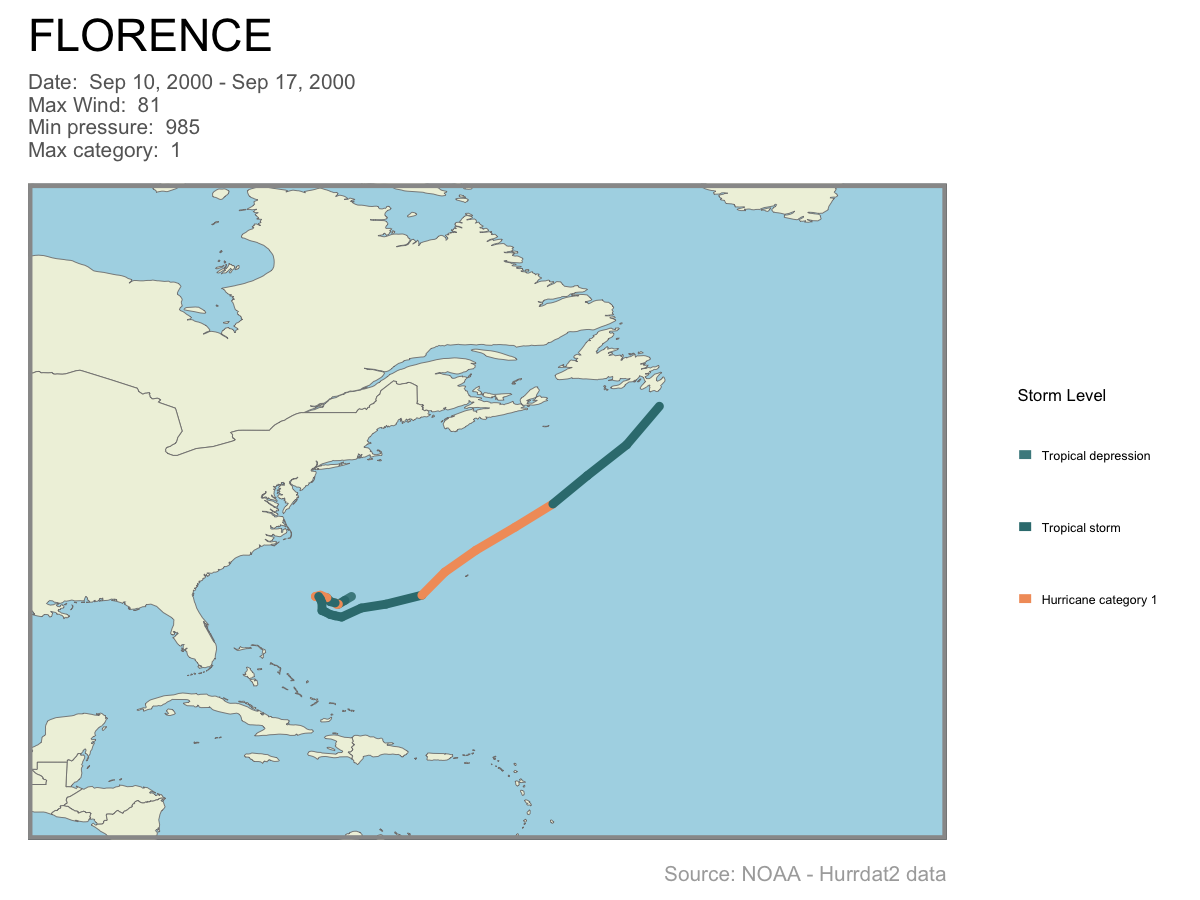 FLORENCE
Date:  Sep 10, 2000 - Sep 17, 2000
Max Wind:  81
Min pressure:  985
Max category:  1
Storm Level
Tropical depression
Tropical storm
Hurricane category 1
Source: NOAA - Hurrdat2 data